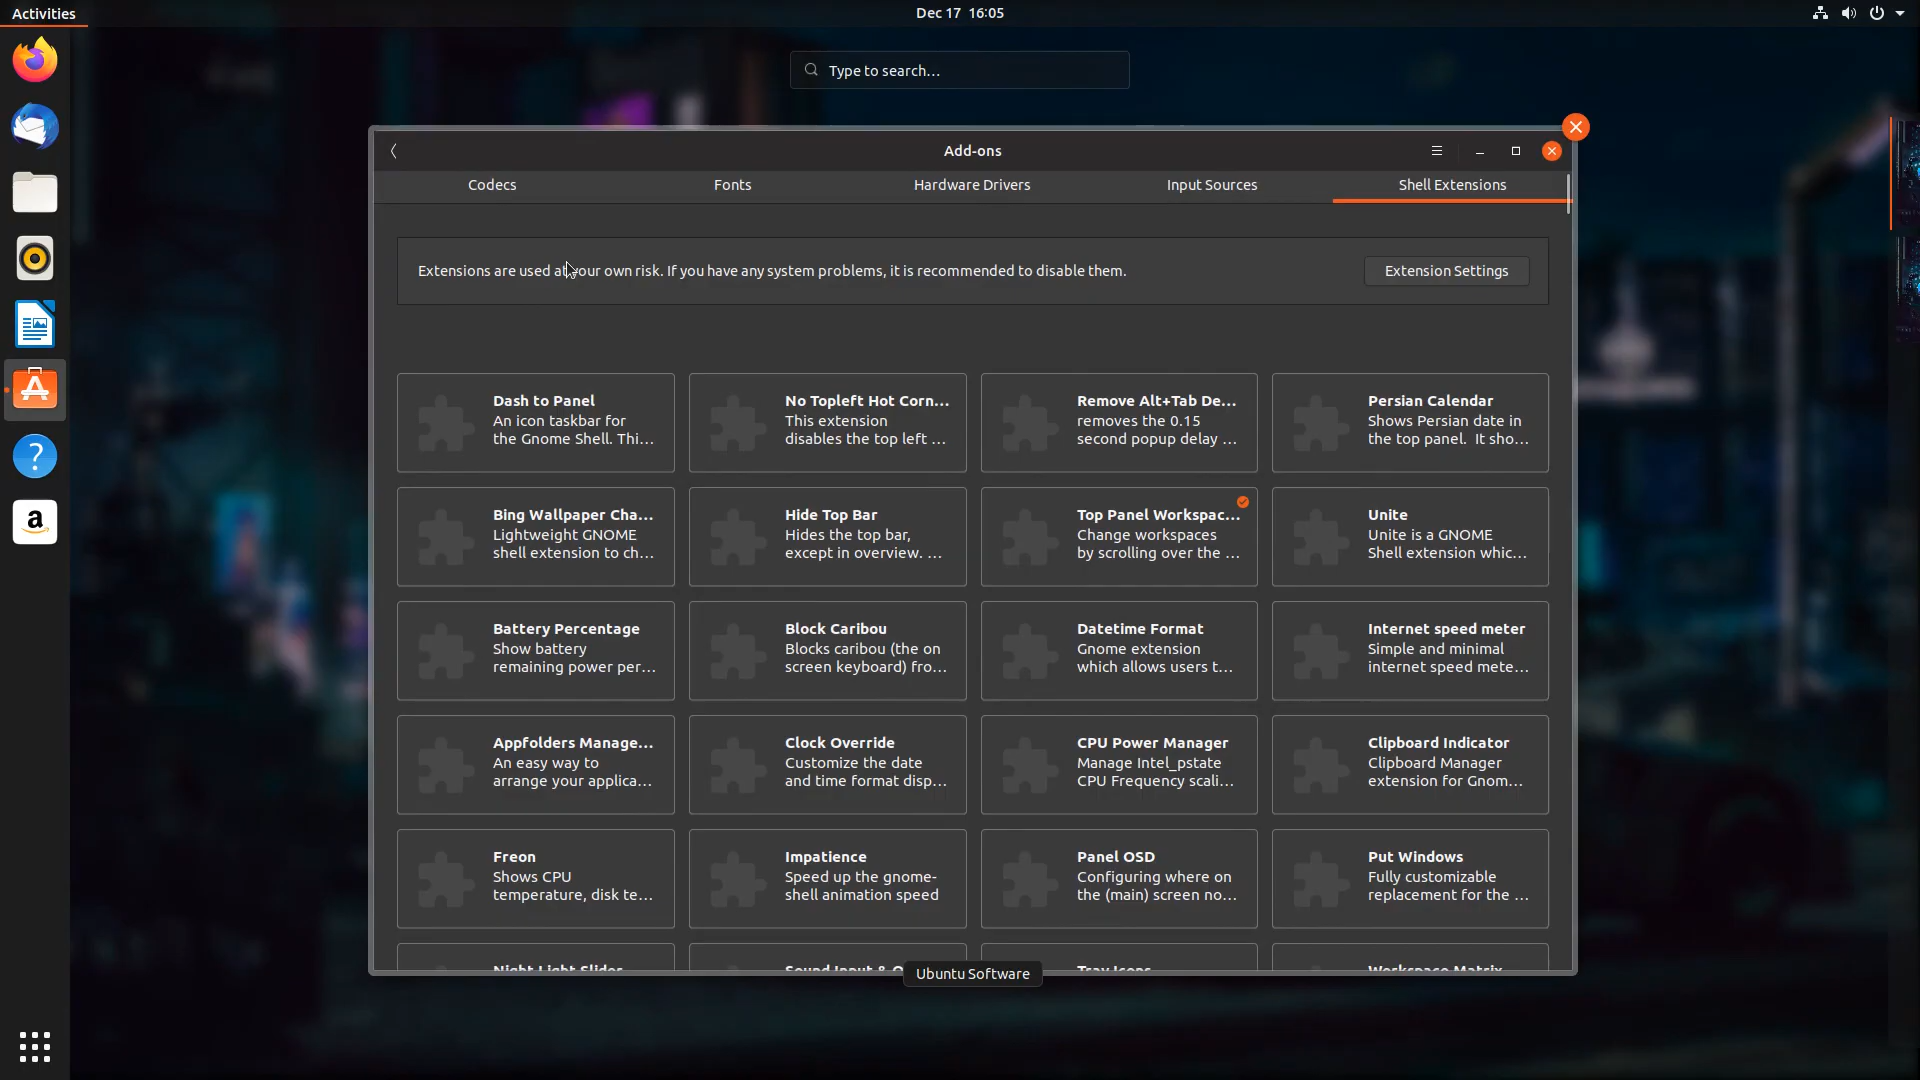 Activities
Dec 17 16:05
Type to search...
Add-ons
Codecs
Fonts
Hardware Drivers
Input Sources
Shell Extensions
Extensions are used at your own risk. If you have any system problems, it is recommended to disable them.
Extension Settings
Dash to Panel
An icon taskbar for
the Gnome Shell. Thi...
No Topleft Hot Corn...
This extension
disables the top left ...
Remove Alt+Tab De...
removes the 0.15
second popup delay ...
Persian Calendar
Shows Persian date in
the top panel. It sho...
Bing Wallpaper Cha...
Lightweight GNOME
shell extension to ch...
Hide Top Bar
Hides the top bar,
except in overview. ...
Top Panel Workspac...
Change workspaces
by scrolling over the ...
Unite
Unite is a GNOME
Shell extension whic...
Battery Percentage
Show battery
remaining power per...
Block Caribou
Blocks caribou (the on
screen keyboard) fro...
Datetime Format
Gnome extension
which allows users t...
Internet speed meter
Simple and minimal
internet speed mete...
Appfolders Manage...
An easy way to
arrange your applica...
Clock Override
Customize the date
and time format disp...
CPU Power Manager
Manage Intel_pstate
CPU Frequency scali...
Clipboard Indicator
Clipboard Manager
extension for Gnom...
Freon
Shows CPU
temperature, disk te...
Impatience
Speed up the gnome-
shell animation speed
Panel OSD
Configuring where on
the (main) screen no...
Put Windows
Fully customizable
replacement for the ...
Night Light Slider
Sound Input & O
Tray Icons
Workspace Matrix
Ubuntu Software